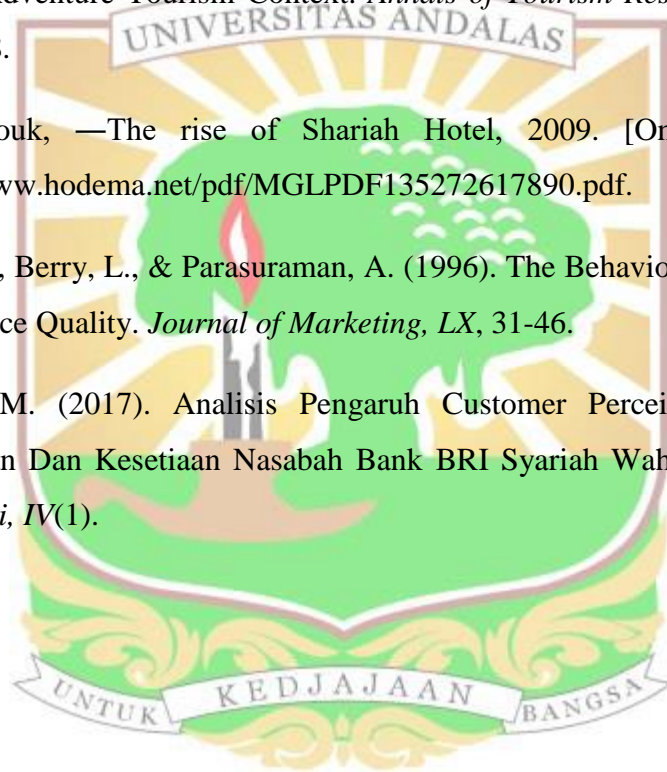 dventure Tourism Context. Annals of Tourism Res
UNIVERSITAS ANDALAS
.
ouk, —The rise of Shariah Hotel, 2009. [On
ww.hodema.net/pdf/MGLPDF135272617890.pdf.
, Berry, L., & Parasuraman, A. (1996). The Behavio
ce Quality. Journal of Marketing, LX, 31-46.
M. (2017). Analisis Pengaruh Customer Percei
n Dan Kesetiaan Nasabah Bank BRI Syariah Wah
i, IV(1).
UNTUK KEDJAJAAN BANGSA